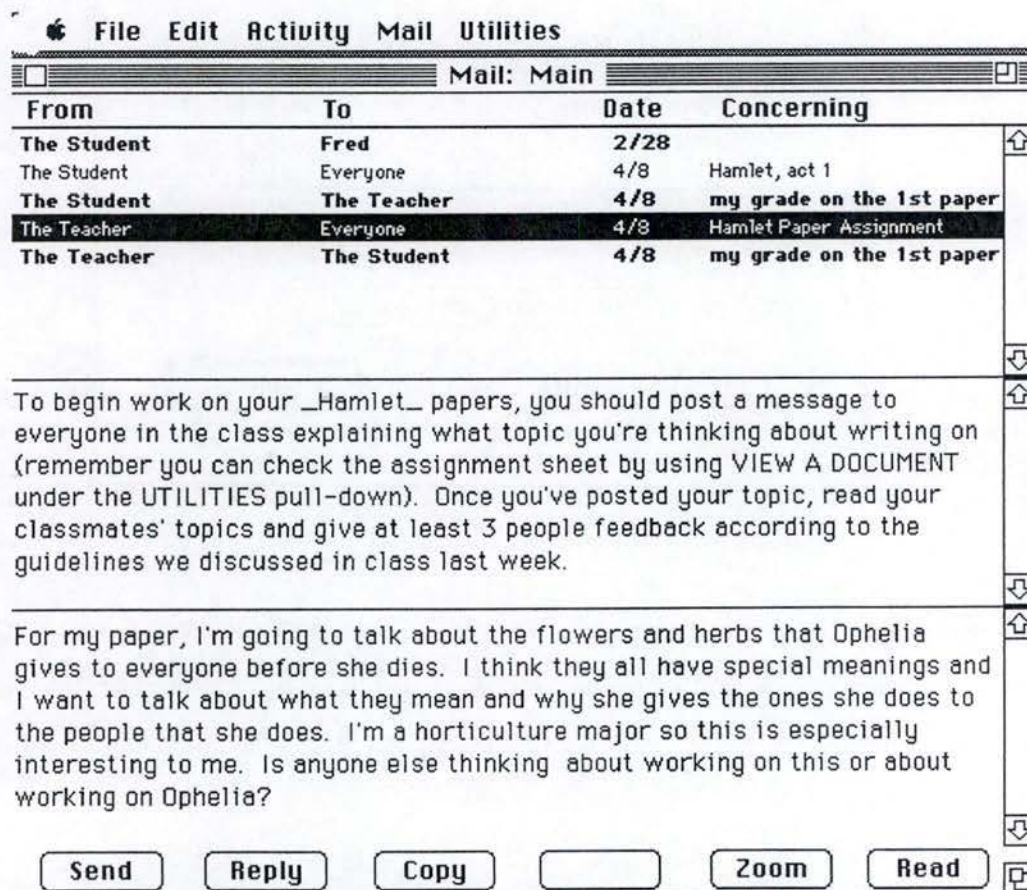 File Edit Activity Mail Utilities
Mail: Main
From To Date Concerning
The Student Fred 2/28
The Student Everyone 4/8 Hamlet, act 1
The Student The Teacher 4/8 my grade on the 1st paper
The Teacher Everyone 4/8 Hamlet Paper Assignment
The Teacher The Student 4/8 my grade on the 1st paper
To begin work on your _Hamlet_ papers, you should post a message to
everyone in the class explaining what topic you're thinking about writing on
(remember you can check the assignment sheet by using VIEW A DOCUMENT
under the UTILITIES pull-down). Once you've posted your topic, read your
classmates' topics and give at least 3 people feedback according to the
guidelines we discussed in class last week.
For my paper, I'm going to talk about the flowers and herbs that Ophelia
gives to everyone before she dies. I think they all have special meanings and
I want to talk about what they mean and why she gives the ones she does to
the people that she does. I'm a horticulture major so this is especially
interesting to me. Is anyone else thinking about working on this or about
working on Ophelia?
Send Reply Copy Zoom Read